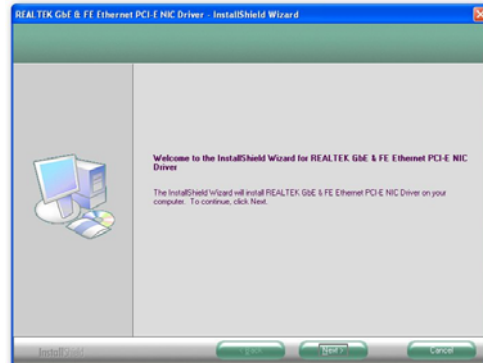 REALTEK GbE & FE Ethernet PCI-E NIC Driver - InstallShield Wizard
Welcome to the InstallShield Wizard for REALTEK GbE & FE Ethernet PCI-E NIC
Driver
The InstallShield Wizard will install REALTEK GbE & FE Ethernet PCI-E NIC Driver on your
computer. To continue, click Next.
InstallShield
< Back
Next >
Cancel